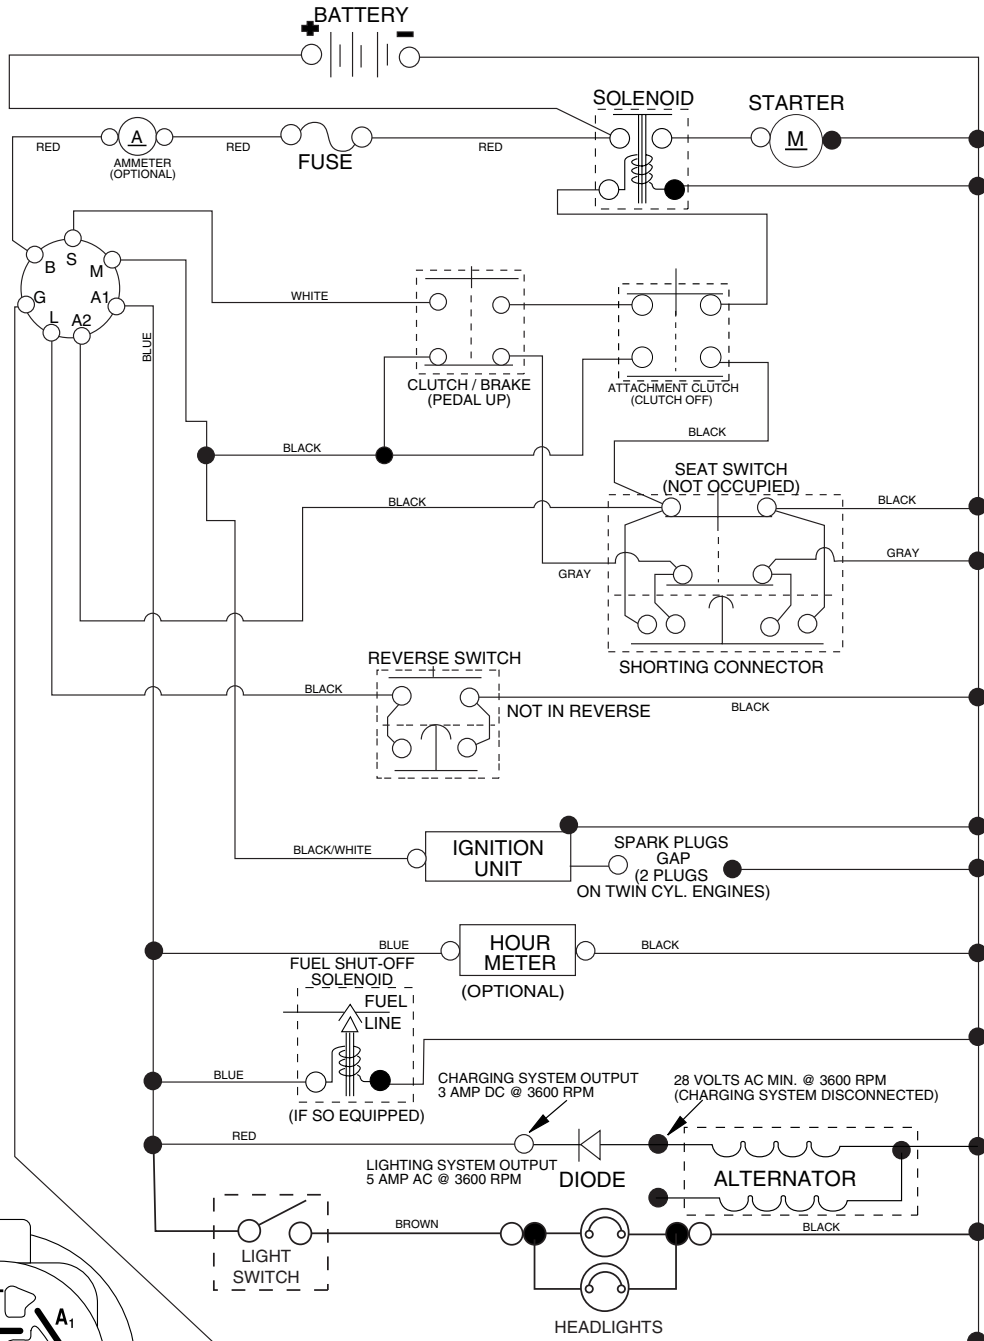 BATTERY
+ -
SOLENOID
STARTER
RED
A
AMMETER
(OPTIONAL)
RED
FUSE
RED
M
B
S
M
G
A1
L
A2
BLUE
WHITE
CLUTCH / BRAKE
(PEDAL UP)
ATTACHMENT CLUTCH
(CLUTCH OFF)
BLACK
BLACK
SEAT SWITCH
(NOT OCCUPIED)
BLACK
BLACK
GRAY
GRAY
SHORTING CONNECTOR
REVERSE SWITCH
BLACK
NOT IN REVERSE
BLACK
BLACK/WHITE
IGNITION
UNIT
SPARK PLUGS
GAP
(2 PLUGS
ON TWIN CYL. ENGINES)
BLUE
HOUR
METER
BLACK
(OPTIONAL)
FUEL SHUT-OFF
SOLENOID
FUEL
LINE
BLUE
(IF SO EQUIPPED)
CHARGING SYSTEM OUTPUT
3 AMP DC @ 3600 RPM
28 VOLTS AC MIN. @ 3600 RPM
(CHARGING SYSTEM DISCONNECTED)
RED
LIGHTING SYSTEM OUTPUT
5 AMP AC @ 3600 RPM
DIODE
ALTERNATOR
BROWN
BLACK
LIGHT
SWITCH
HEADLIGHTS
A1